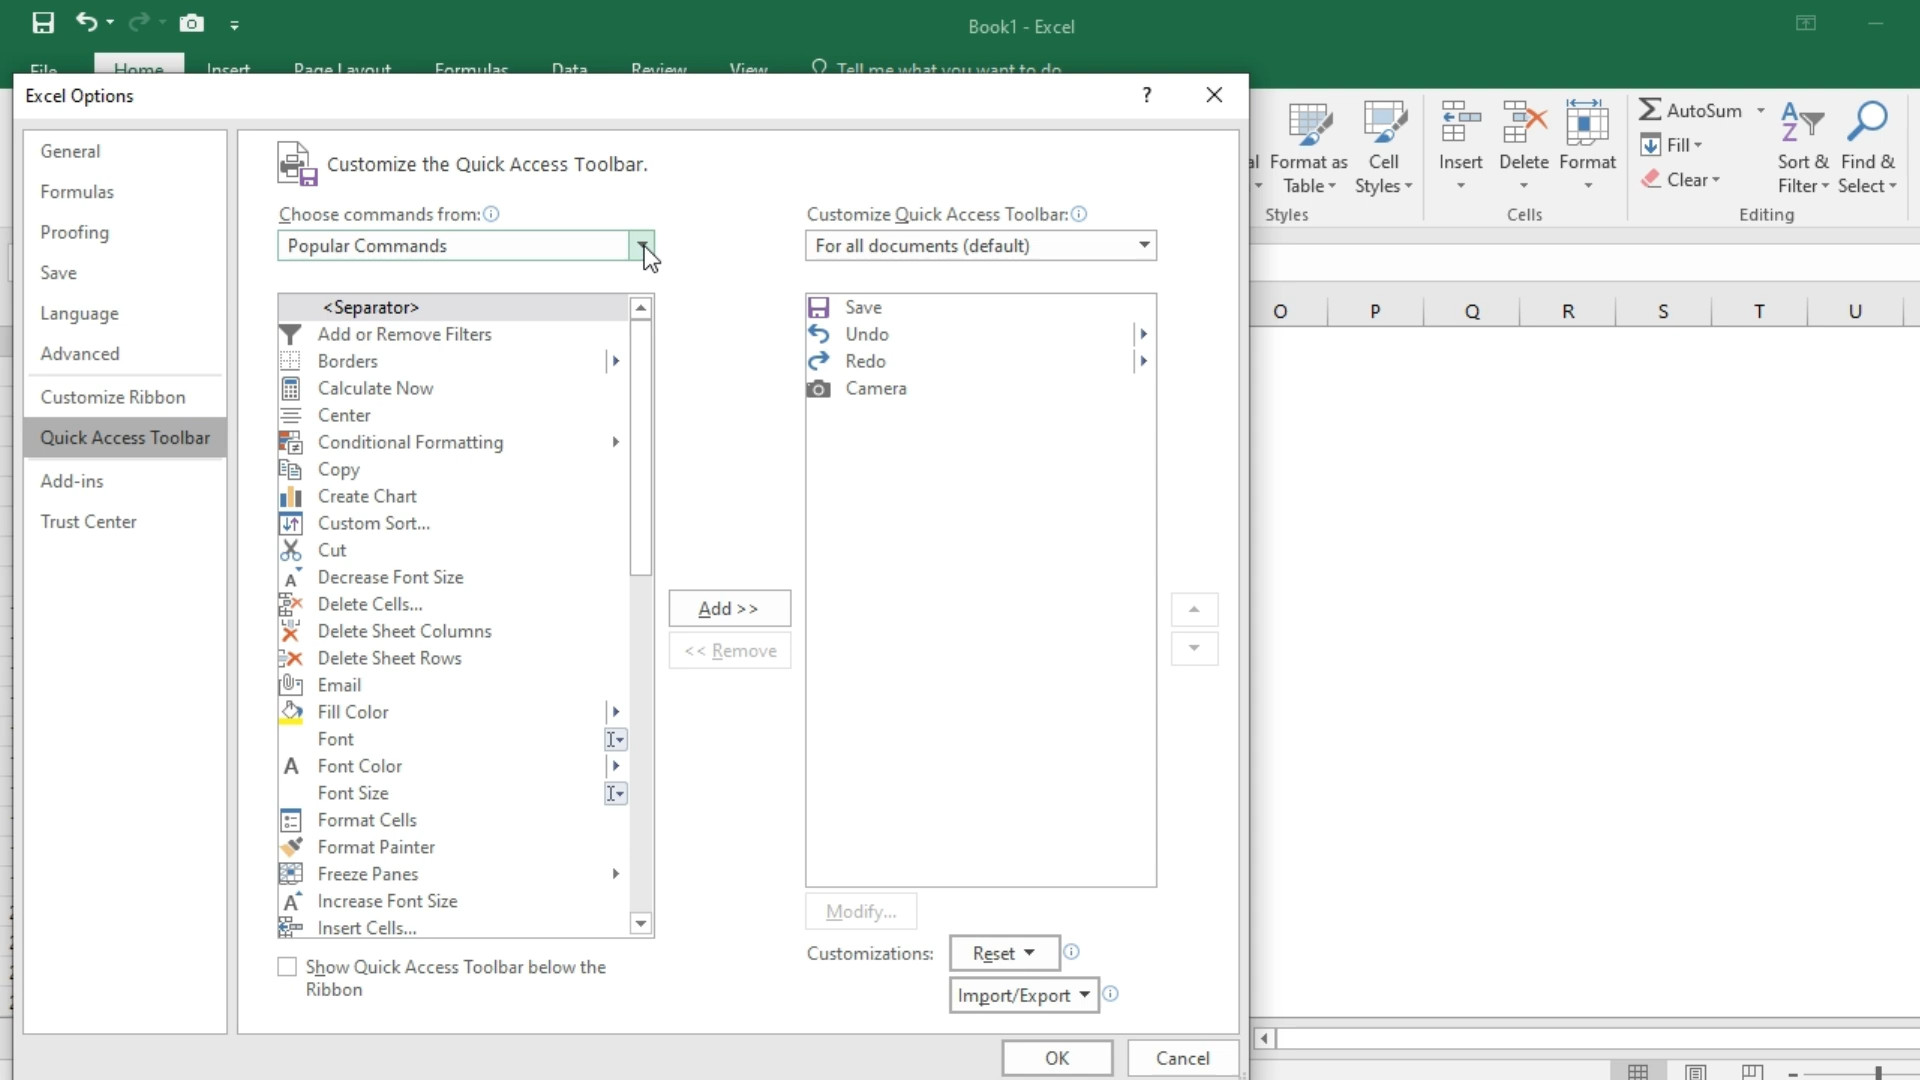 Book1 - Excel
File Home Insert Page Layout Formulas Data Review View Tell me what you want to do
Excel Options ?
General
Formulas
Proofing
Save
Language
Advanced
Customize Ribbon
Quick Access Toolbar
Add-ins
Trust Center
Customize the Quick Access Toolbar.
Choose commands from:
Popular Commands
<Separator>
Add or Remove Filters
Borders
Calculate Now
Center
Conditional Formatting
Copy
Create Chart
Custom Sort...
Cut
Decrease Font Size
Delete Cells...
Delete Sheet Columns
Delete Sheet Rows
Email
Fill Color
Font
Font Color
Font Size
Format Cells
Format Painter
Freeze Panes
Increase Font Size
Insert Cells...
Show Quick Access Toolbar below the
Ribbon
Add >>
<< Remove
Customize Quick Access Toolbar:
For all documents (default)
Save
Undo
Redo
Camera
Modify...
Customizations: Reset
Import/Export
OK Cancel
Format as
Table
Cell
Styles
Styles
Insert
Delete
Format
Cells
AutoSum
Fill
Clear
Sort &
Filter
Find &
Select
Editing
O P Q R S T U